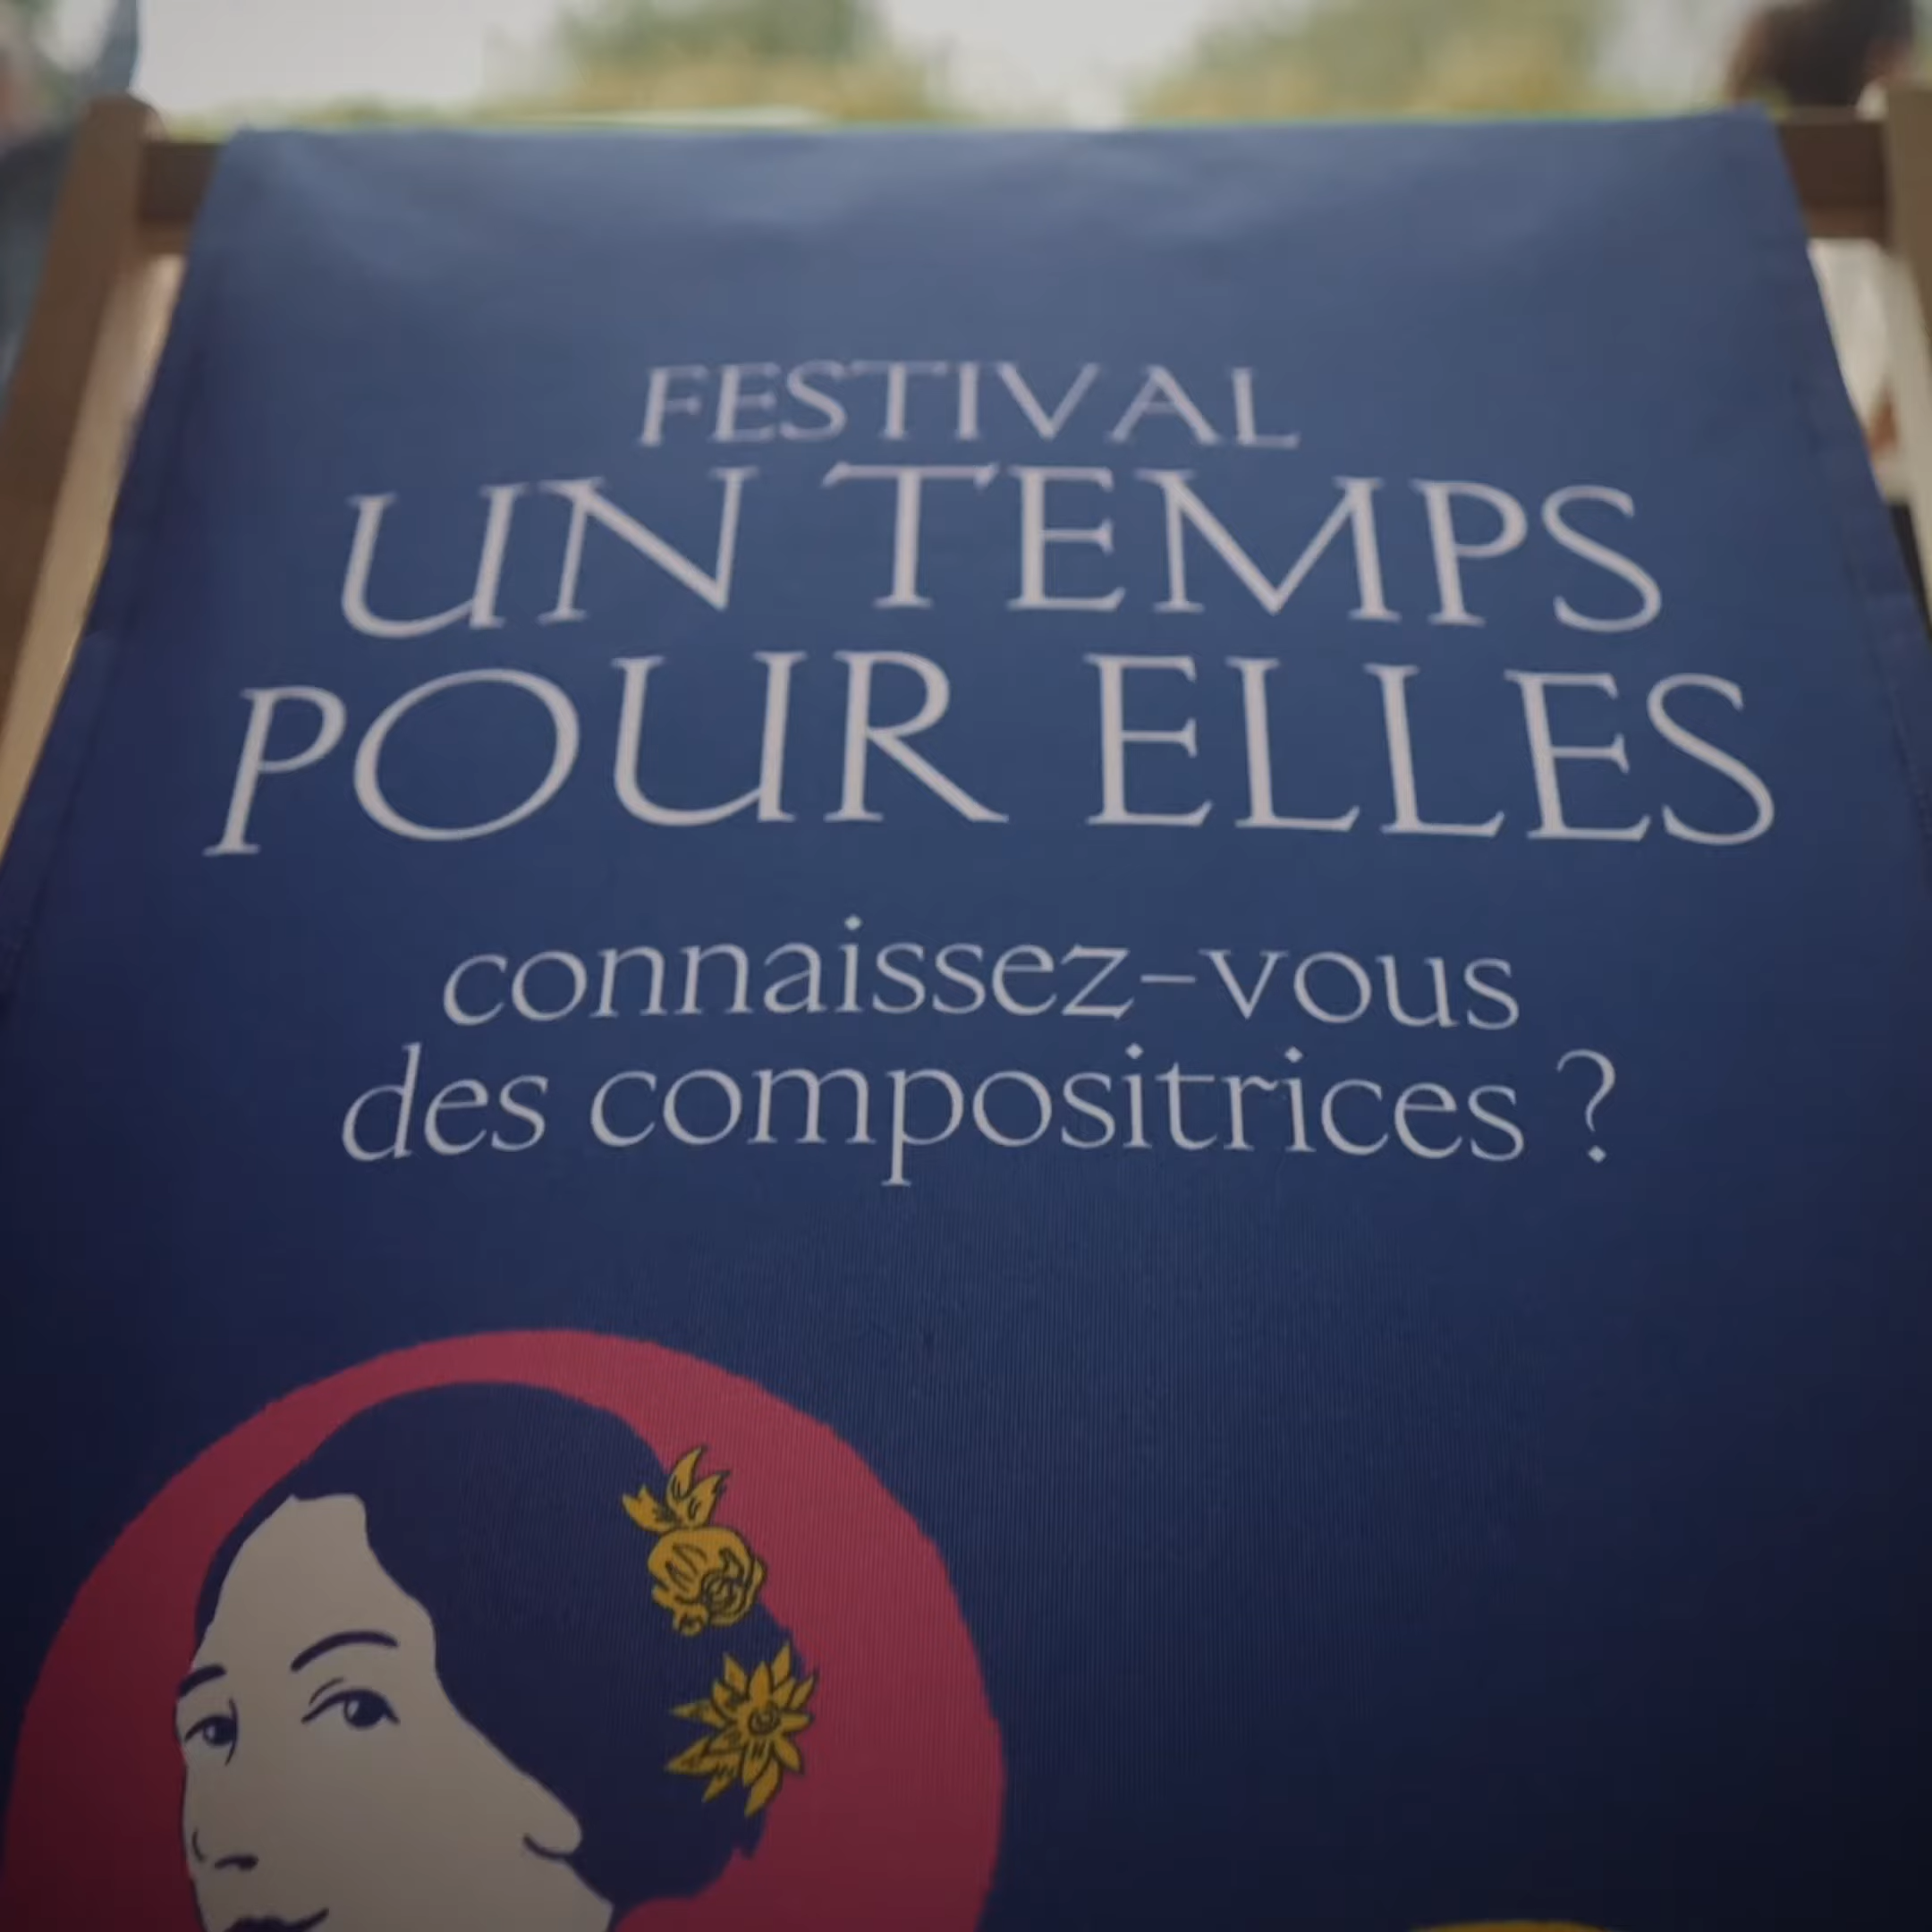 FESTIVAL
UN TEMPS
POUR ELLES
connaissez-vous
des compositrices ?